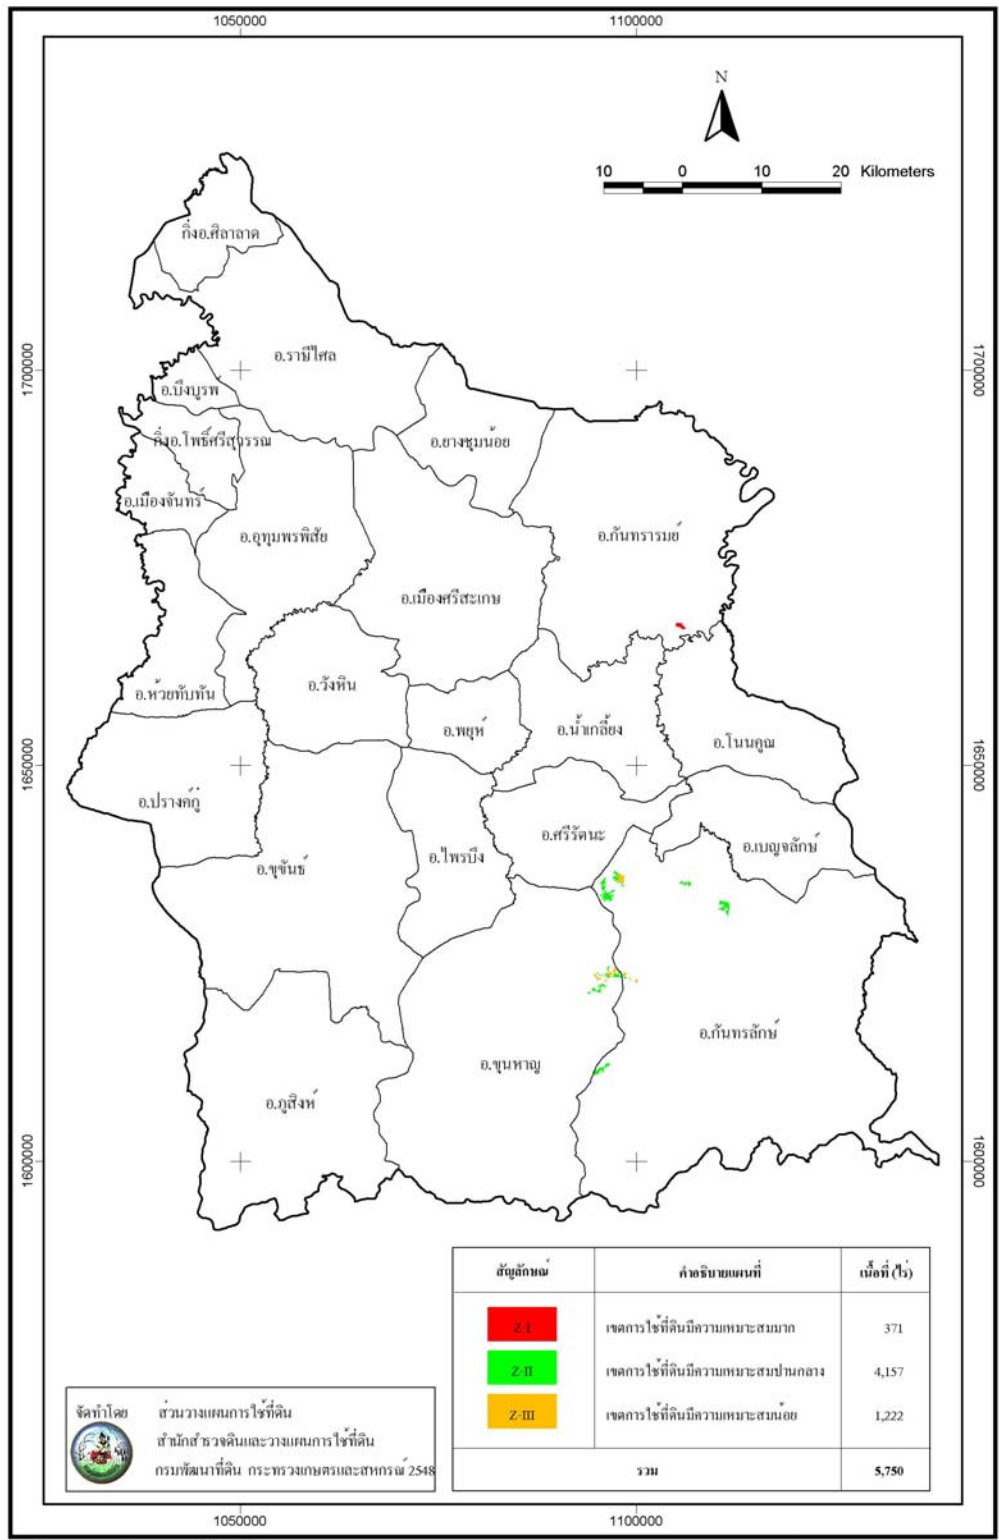 1050000 1100000
N
10 0 10 20 Kilometers
กิ่งอ.ศิลาลาด
อ.ราษีไศล
1700000 1700000
อ.บึงบูรพ์
กิ่งอ.โพธิ์ศรีสุวรรณ
อ.ยางชุมน้อย
อ.เมืองจันทร์
อ.อุทุมพรพิสัย
อ.กันทรารมย์
อ.เมืองศรีสะเกษ
อ.ห้วยทับทัน
อ.วังหิน
อ.พยุห์
อ.น้ำเกลี้ยง
อ.โนนคูณ
1650000 1650000
อ.ปรางค์กู่
อ.ศรีรัตนะ
อ.เบญจลักษ์
อ.ไพรบึง
อ.ขุขันธ์
อ.กันทรลักษ์
อ.ขุนหาญ
อ.ภูสิงห์
1600000 1600000
สัญลักษณ์ คำอธิบายแผนที่ เนื้อที่ (ไร่)
Z-I เขตการใช้ที่ดินมีความเหมาะสมมาก 371
Z-II เขตการใช้ที่ดินมีความเหมาะสมปานกลาง 4,157
Z-III เขตการใช้ที่ดินมีความเหมาะสมน้อย 1,222
รวม 5,750
จัดทำโดย ส่วนวางแผนการใช้ที่ดิน
สำนักสำรวจดินและวางแผนการใช้ที่ดิน
กรมพัฒนาที่ดิน กระทรวงเกษตรและสหกรณ์ 2548
1050000 1100000